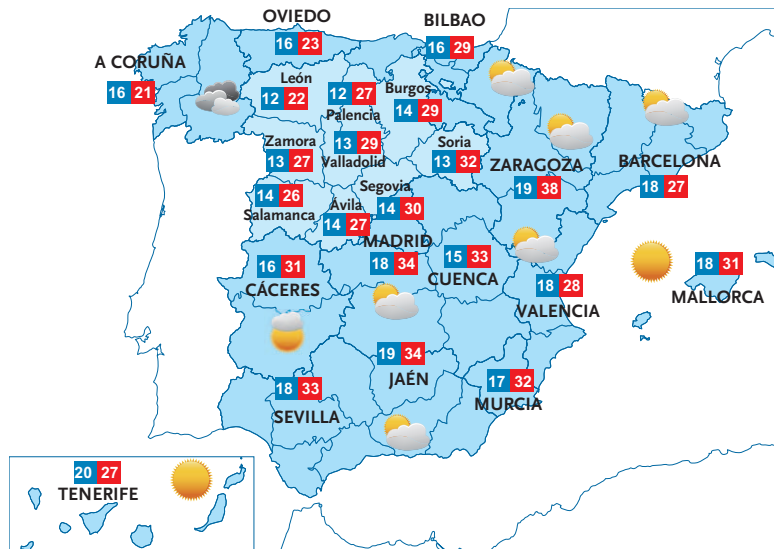 OVIEDO
16 23
BILBAO
16 29
A CORUÑA
16 21
León
12 22
12 27
Palencia
Burgos
14 29
Zamora
13 27
13 29
Valladolid
Soria
13 32
ZARAGOZA
19 38
BARCELONA
18 27
14 26
Salamanca
Ávila
14 27
Segovia
14 30
MADRID
18 34
15 33
CUENCA
16 31
CÁCERES
18 28
VALENCIA
18 31
MALLORCA
19 34
JAÉN
17 32
MURCIA
18 33
SEVILLA
20 27
TENERIFE